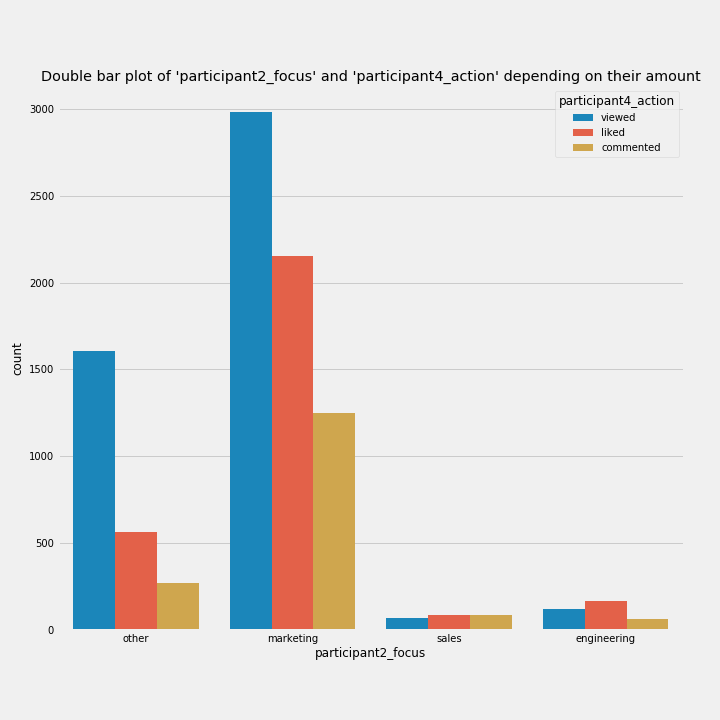 Double bar plot of 'participant2_focus' and 'participant4_action' depending on their amount
participant4_action
viewed
liked
commented
3000
2500
2000
1500
1000
500
0
count
other
marketing
sales
engineering
participant2_focus